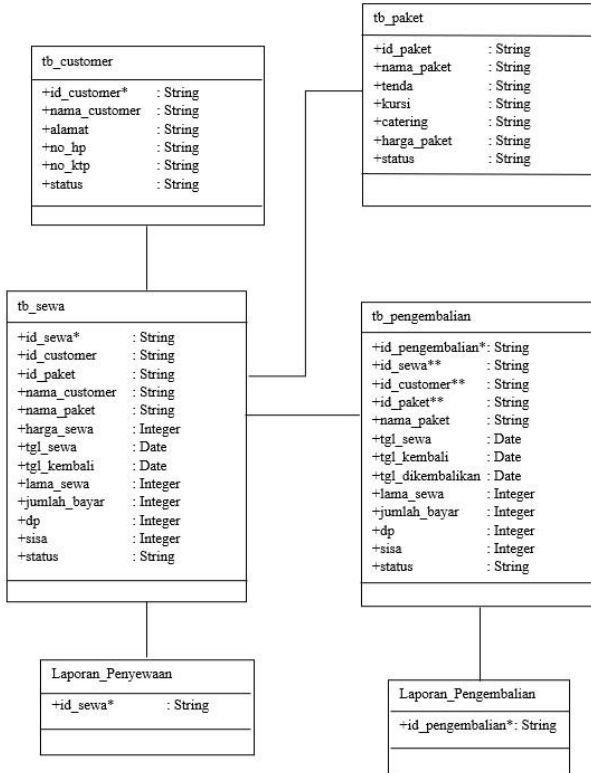 tb_customer
+id_customer* : String
+nama_customer : String
+alamat : String
+no_hp : String
+no_ktp : String
+status : String
tb_paket
+id_paket : String
+nama_paket : String
+tenda : String
+kursi : String
+catering : String
+harga_paket : String
+status : String
tb_sewa
+id_sewa* : String
+id_customer : String
+id_paket : String
+nama_customer : String
+nama_paket : String
+harga_sewa : Integer
+tgl_sewa : Date
+tgl_kembali : Date
+lama_sewa : Integer
+jumlah_bayar : Integer
+dp : Integer
+sisa : Integer
+status : String
tb_pengembalian
+id_pengembalian*: String
+id_sewa** : String
+id_customer** : String
+id_paket** : String
+nama_paket : String
+tgl_sewa : Date
+tgl_kembali : Date
+tgl_dikembalikan : Date
+lama_sewa : Integer
+jumlah_bayar : Integer
+dp : Integer
+sisa : Integer
+status : String
Laporan_Penyewaan
+id_sewa* : String
Laporan_Pengembalian
+id_pengembalian*: String